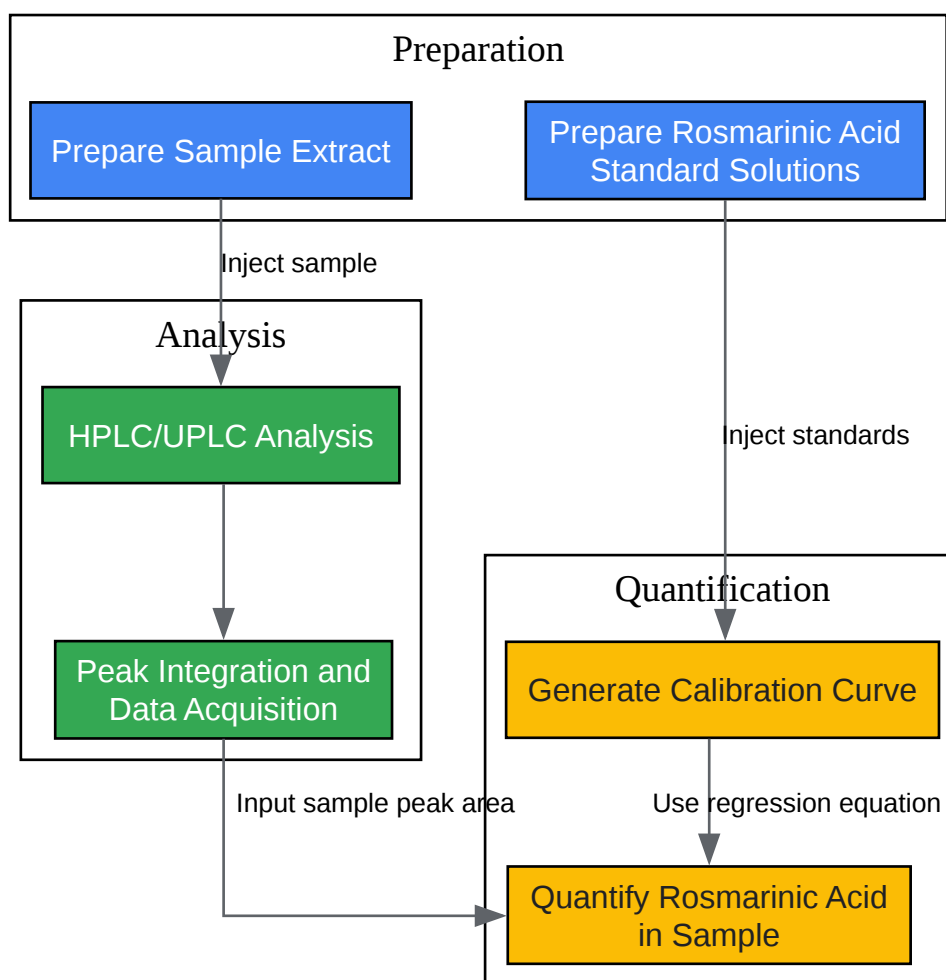 Preparation
Prepare Sample Extract
Prepare Rosmarinic Acid
Standard Solutions
Inject sample
Analysis
HPLC/UPLC Analysis
Inject standards
Quantification
Peak Integration and
Data Acquisition
Generate Calibration Curve
Input sample peak area
Use regression equation
Quantify Rosmarinic Acid
in Sample